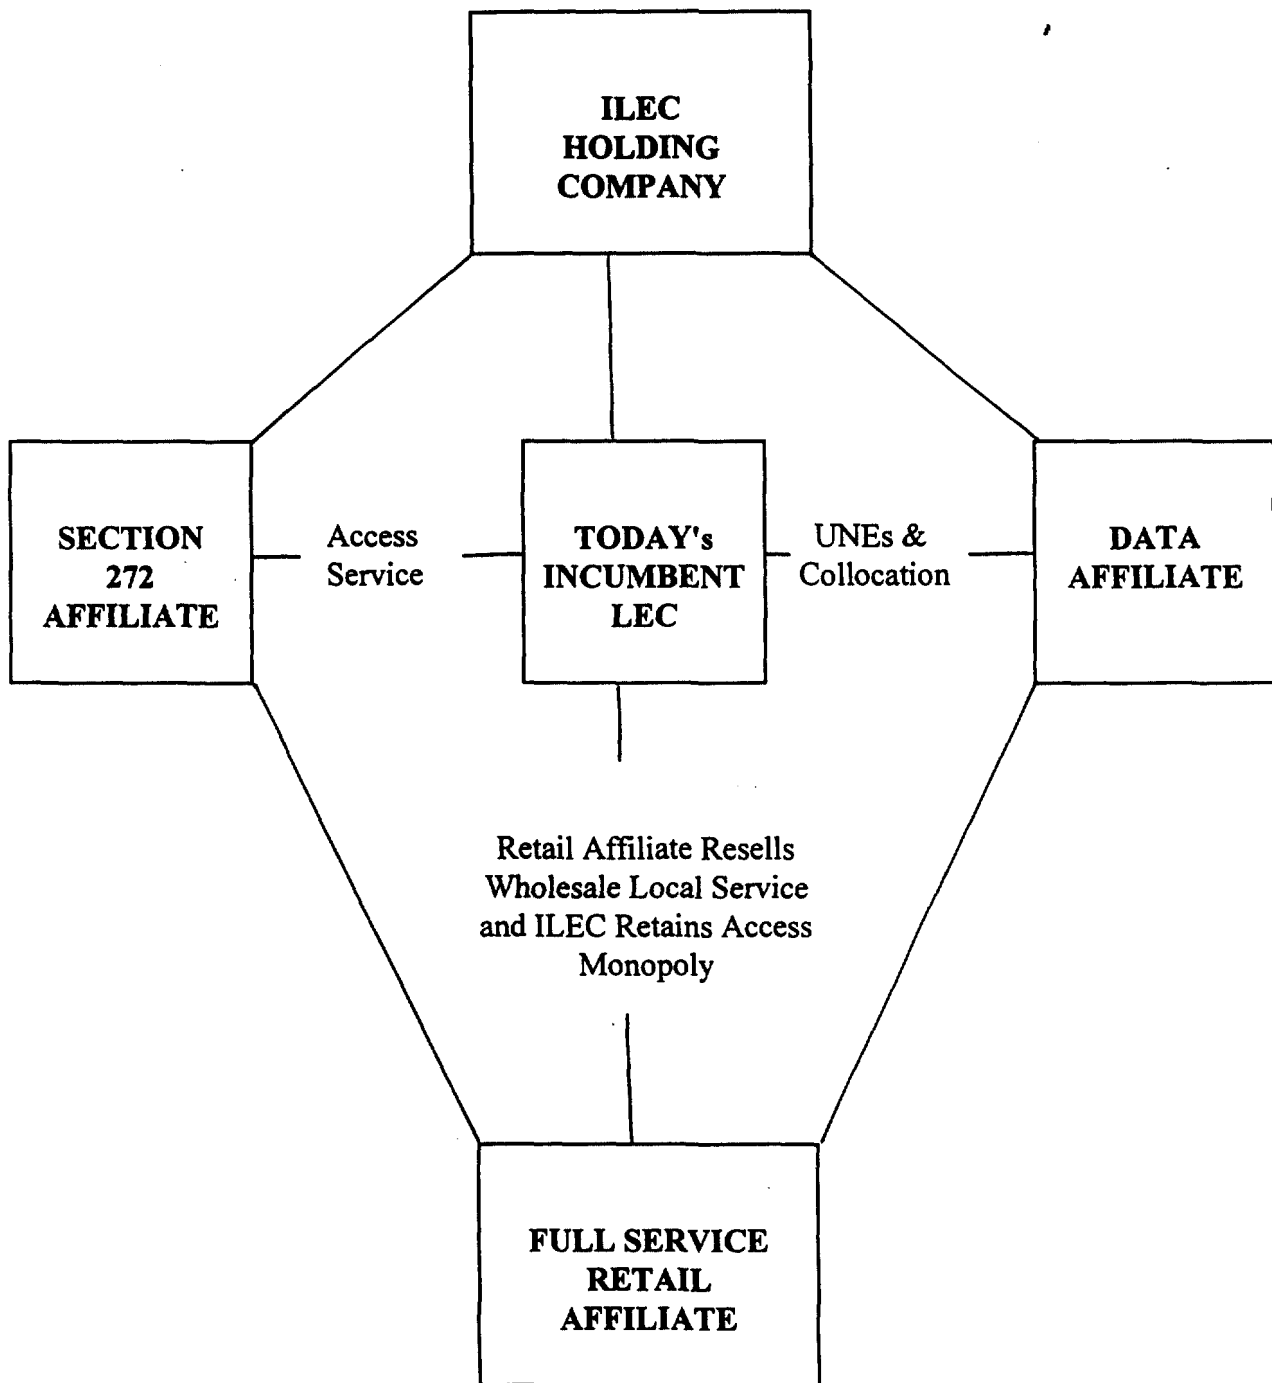 ILEC
HOLDING
COMPANY
SECTION
272
AFFILIATE
Access
Service
TODAY's
INCUMBENT
LEC
UNEs &
Collocation
DATA
AFFILIATE
Retail Affiliate Resells
Wholesale Local Service
and ILEC Retains Access
Monopoly
FULL SERVICE
RETAIL
AFFILIATE